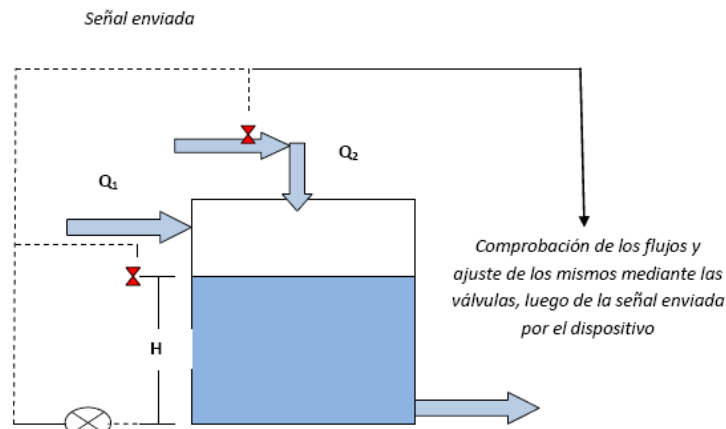 Señal enviada
Q₂
Q₁
Comprobación de los flujos y
ajuste de los mismos mediante las
válvulas, luego de la señal enviada
por el dispositivo
H